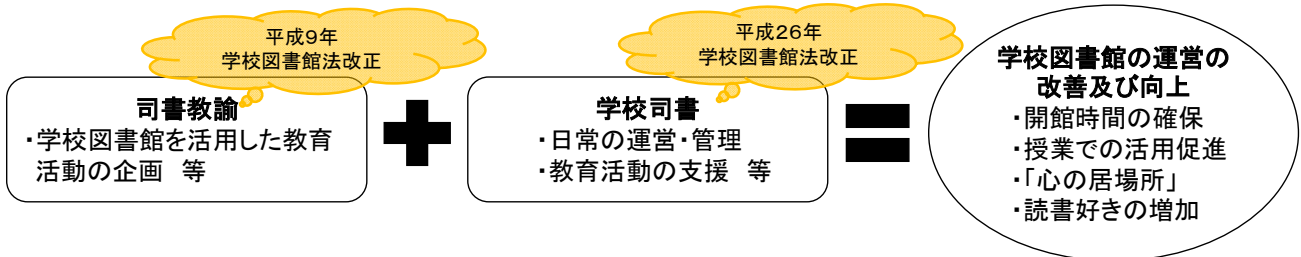 平成9年
学校図書館法改正
司書教諭
・学校図書館を活用した教育
活動の企画　等
平成26年
学校図書館法改正
学校司書
・日常の運営・管理
・教育活動の支援　等
学校図書館の運営の
改善及び向上
・開館時間の確保
・授業での活用促進
・「心の居場所」
・読書好きの増加